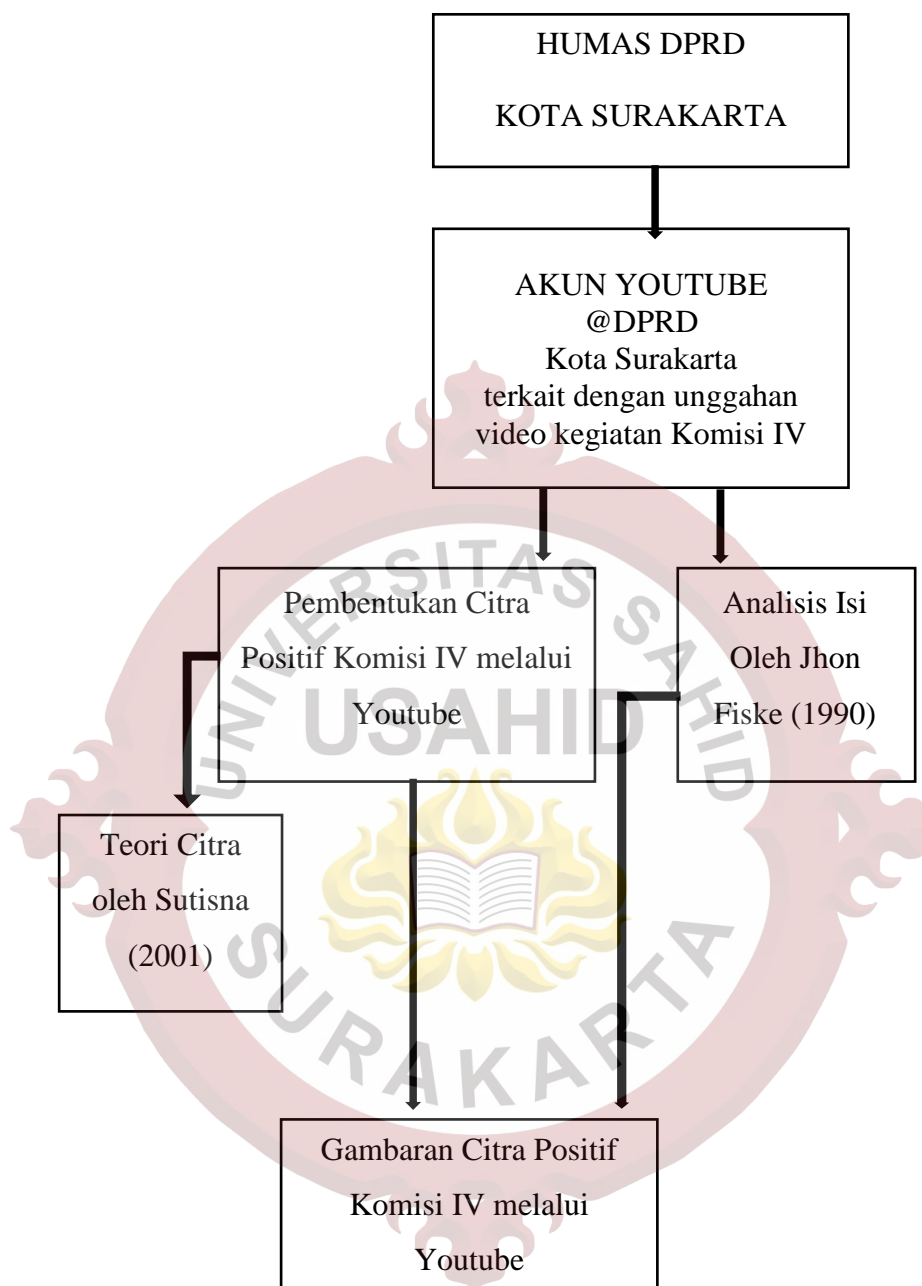 HUMAS DPRD
KOTA SURAKARTA
AKUN YOUTUBE
@DPRD
Kota Surakarta
terkait dengan unggahan
video kegiatan Komisi IV
Pembentukan Citra
Positif Komisi IV melalui
Youtube
Analisis Isi
Oleh Jhon
Fiske (1990)
Teori Citra
oleh Sutisna
(2001)
Gambaran Citra Positif
Komisi IV melalui
Youtube
UNIVERSITAS SAHID
USAHID
SURAKARTA